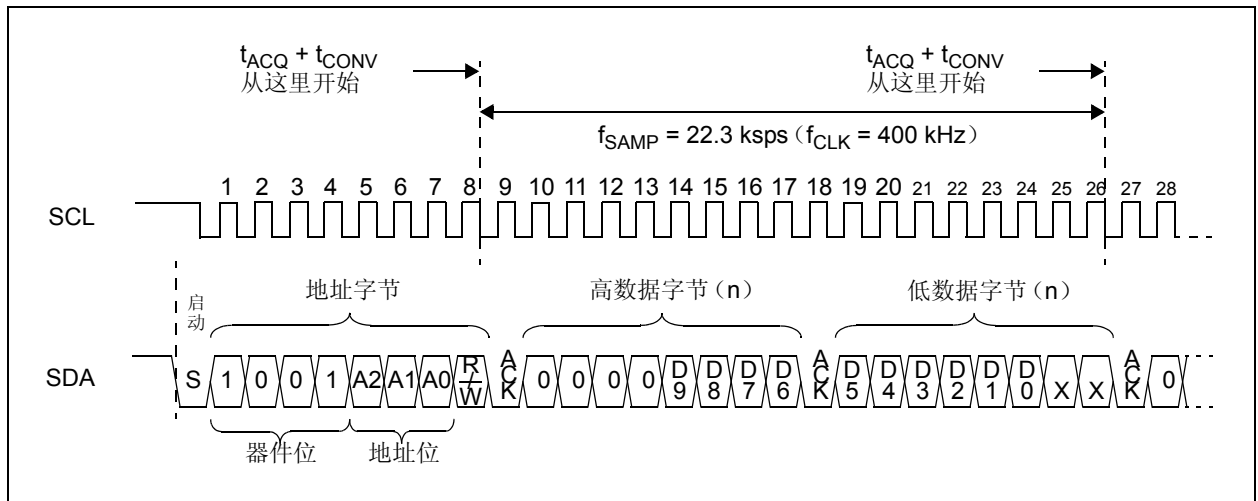 tACQ + tCONV
从这里开始
tACQ + tCONV
从这里开始
fSAMP = 22.3 ksps（fCLK = 400 kHz）
1 2 3 4 5 6 7 8 9 10 11 12 13 14 15 16 17 18 19 20 21 22 23 24 25 26 27 28
SCL
启动
地址字节
高数据字节（n）
低数据字节（n）
SDA
S 1 0 0 1 A2 A1 A0 R/W ACK 0 0 0 0 D9 D8 D7 D6 ACK D5 D4 D3 D2 D1 D0 X X ACK 0
器件位
地址位